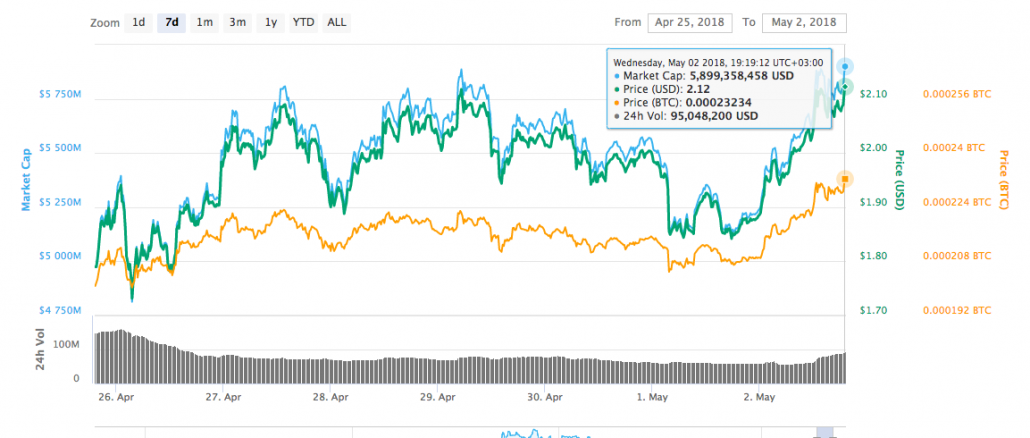 Zoom 1d 7d 1m 3m 1y YTD ALL From Apr 25, 2018 To May 2, 2018
Wednesday, May 02 2018, 19:19:12 UTC+03:00
Market Cap: 5,899,358,458 USD
Price (USD): 2.12
Price (BTC): 0.00023234
24h Vol: 95,048,200 USD
$5 750M $2.10 0.000256 BTC
$5 500M $2.00 0.00024 BTC
$5 250M $1.90 0.000224 BTC
$5 000M $1.80 0.000208 BTC
$4 750M $1.70 0.000192 BTC
Market Cap
Price (USD)
Price (BTC)
24h Vol
100M
0
26. Apr 27. Apr 28. Apr 29. Apr 30. Apr 1. May 2. May